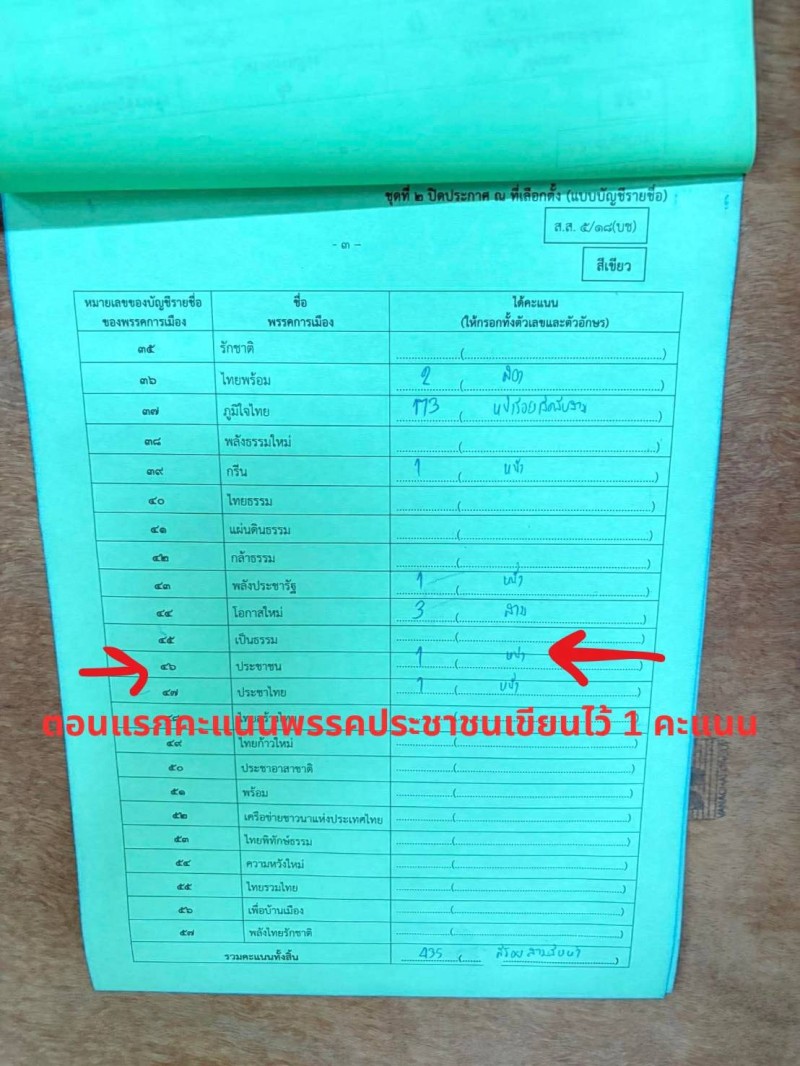 ชุดที่ ๒ ปิดประกาศ ณ ที่เลือกตั้ง (แบบบัญชีรายชื่อ)
ส.ส. ๕/๑๘(บช)
- ๓ -
สีเขียว
หมายเลขของบัญชีรายชื่อของพรรคการเมือง ชื่อพรรคการเมือง ได้คะแนน (ให้กรอกทั้งตัวเลขและตัวอักษร)
๓๕ รักชาติ
๓๖ ไทยพร้อม 2 (สอง)
๓๗ ภูมิใจไทย 173 (หนึ่งร้อยเจ็ดสิบสาม)
๓๘ พลังธรรมใหม่
๓๙ กรีน 1 (หนึ่ง)
๔๐ ไทยธรรม
๔๑ แผ่นดินธรรม
๔๒ กล้าธรรม
๔๓ พลังประชารัฐ 1 (หนึ่ง)
๔๔ โอกาสใหม่ 3 (สาม)
๔๕ เป็นธรรม
๔๖ ประชาชน 1 (หนึ่ง)
๔๗ ประชาไทย 1 (หนึ่ง)
ตอนแรกคะแนนพรรคประชาชนเขียนไว้ 1 คะแนน
๔๙ ไทยก้าวใหม่
๕๐ ประชาอาสาชาติ
๕๑ พร้อม
๕๒ เครือข่ายชาวนาแห่งประเทศไทย
๕๓ ไทยพิทักษ์ธรรม
๕๔ ความหวังใหม่
๕๕ ไทยรวมไทย
๕๖ เพื่อบ้านเมือง
๕๗ พลังไทยรักชาติ
รวมคะแนนทั้งสิ้น 435 (สี่ร้อยสามสิบห้า)